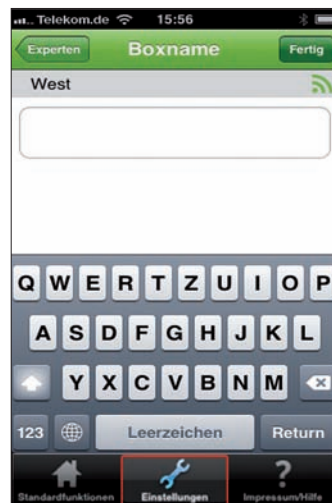 Telekom.de 15:56
Experten Boxname Fertig
West
Q W E R T Z U I O P
A S D F G H J K L
Y X C V B N M
123 Leerzeichen Return
Standardfunktionen Einstellungen Impressum/Hilfe